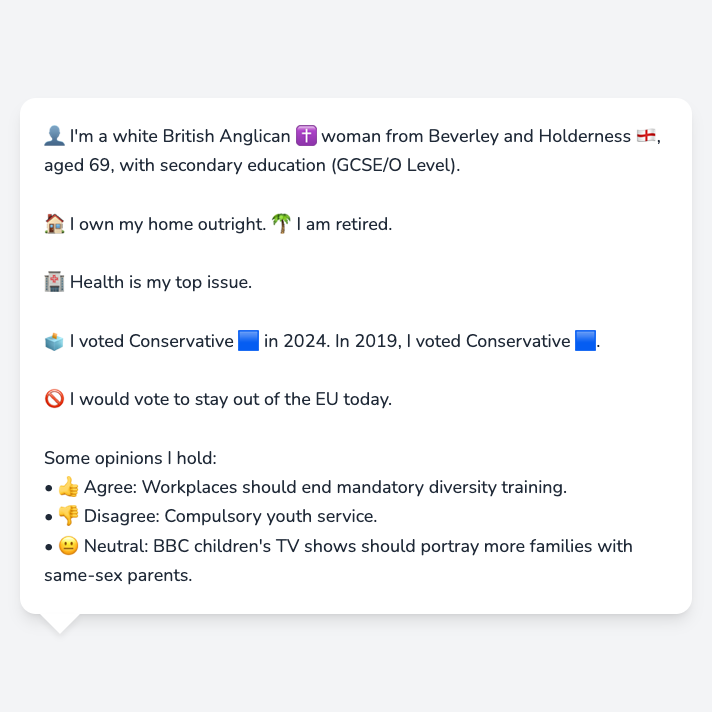 👤 I'm a white British Anglican ✝️ woman from Beverley and Holderness 🏴󠁧󠁢󠁥󠁮󠁧󠁿,
aged 69, with secondary education (GCSE/O Level).
🏠 I own my home outright. 🌴 I am retired.
🏥 Health is my top issue.
🗳️ I voted Conservative 🟦 in 2024. In 2019, I voted Conservative 🟦.
🚫 I would vote to stay out of the EU today.
Some opinions I hold:
• 👍 Agree: Workplaces should end mandatory diversity training.
• 👎 Disagree: Compulsory youth service.
• 😐 Neutral: BBC children's TV shows should portray more families with
same-sex parents.